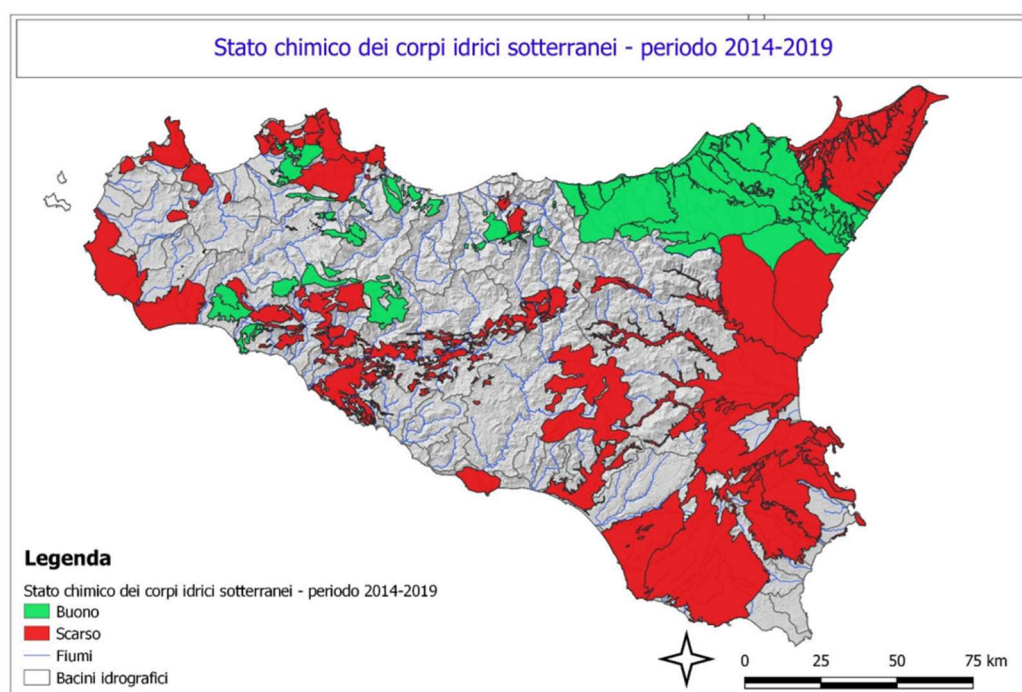 Stato chimico dei corpi idrici sotterranei - periodo 2014-2019
Legenda
Stato chimico dei corpi idrici sotterranei - periodo 2014-2019
Buono
Scarso
Fiumi
Bacini idrografici
0 25 50 75 km